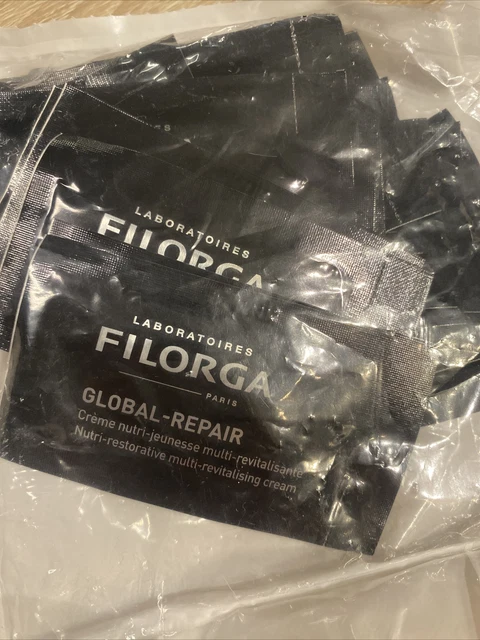 LABORATOIRES
FILORGA
LABORATOIRES
FILORGA
PARIS
GLOBAL-REPAIR
Crème nutri-jeunesse multi-revitalisante
Nutri-restorative multi-revitalising cream